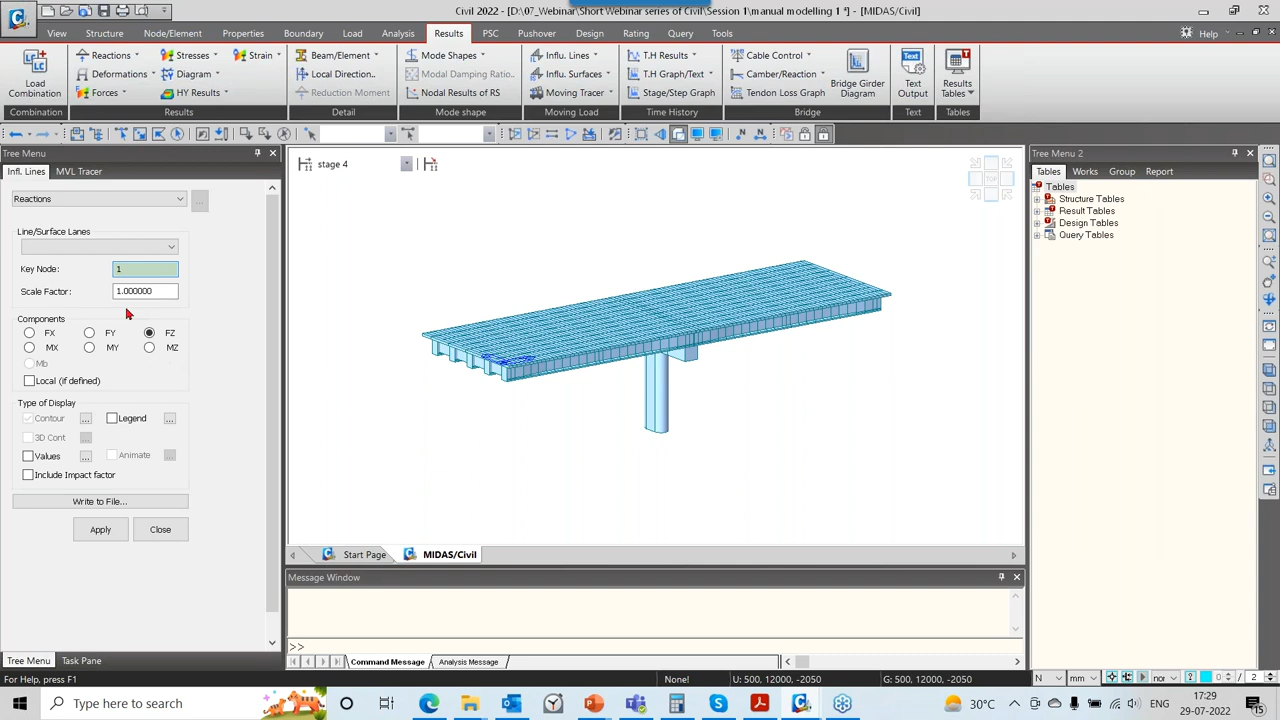 Civil 2022 - [D:\07_Webinar\Short Webinar series of Civil\Session 1\manual modelling 1 *] - [MIDAS/Civil]
View Structure Node/Element Properties Boundary Load Analysis Results PSC Pushover Design Rating Query Tools Help
Load Combination
Reactions
Deformations
Forces
Stresses
Diagram
HY Results
Strain
Beam/Element
Local Direction..
Reduction Moment
Mode Shapes
Modal Damping Ratio..
Nodal Results of RS
Influ. Lines
Influ. Surfaces
Moving Tracer
T.H Results
T.H Graph/Text
Stage/Step Graph
Cable Control
Camber/Reaction
Tendon Loss Graph
Bridge Girder Diagram
Text Output
Results Tables
Combination Results Detail Mode shape Moving Load Time History Bridge Text Tables
Tree Menu
Infl. Lines MVL Tracer
Reactions
...
Line/Surface Lanes
Key Node: 1
Scale Factor: 1.000000
Components
FX FY FZ
MX MY MZ
Mb
Local (if defined)
Type of Display
Contour ... Legend ...
3D Cont ...
Values ... Animate ...
Include Impact factor
Write to File...
Apply Close
Tree Menu Task Pane
stage 4
TOP
Start Page MIDAS/Civil
Message Window
>>
Command Message Analysis Message
Tree Menu 2
Tables Works Group Report
Tables
Structure Tables
Result Tables
Design Tables
Query Tables
For Help, press F1
None! U: 500, 12000, -2050 G: 500, 12000, -2050 N mm nor 0 / 2
Type here to search
30°C
ENG
17:29
29-07-2022
15